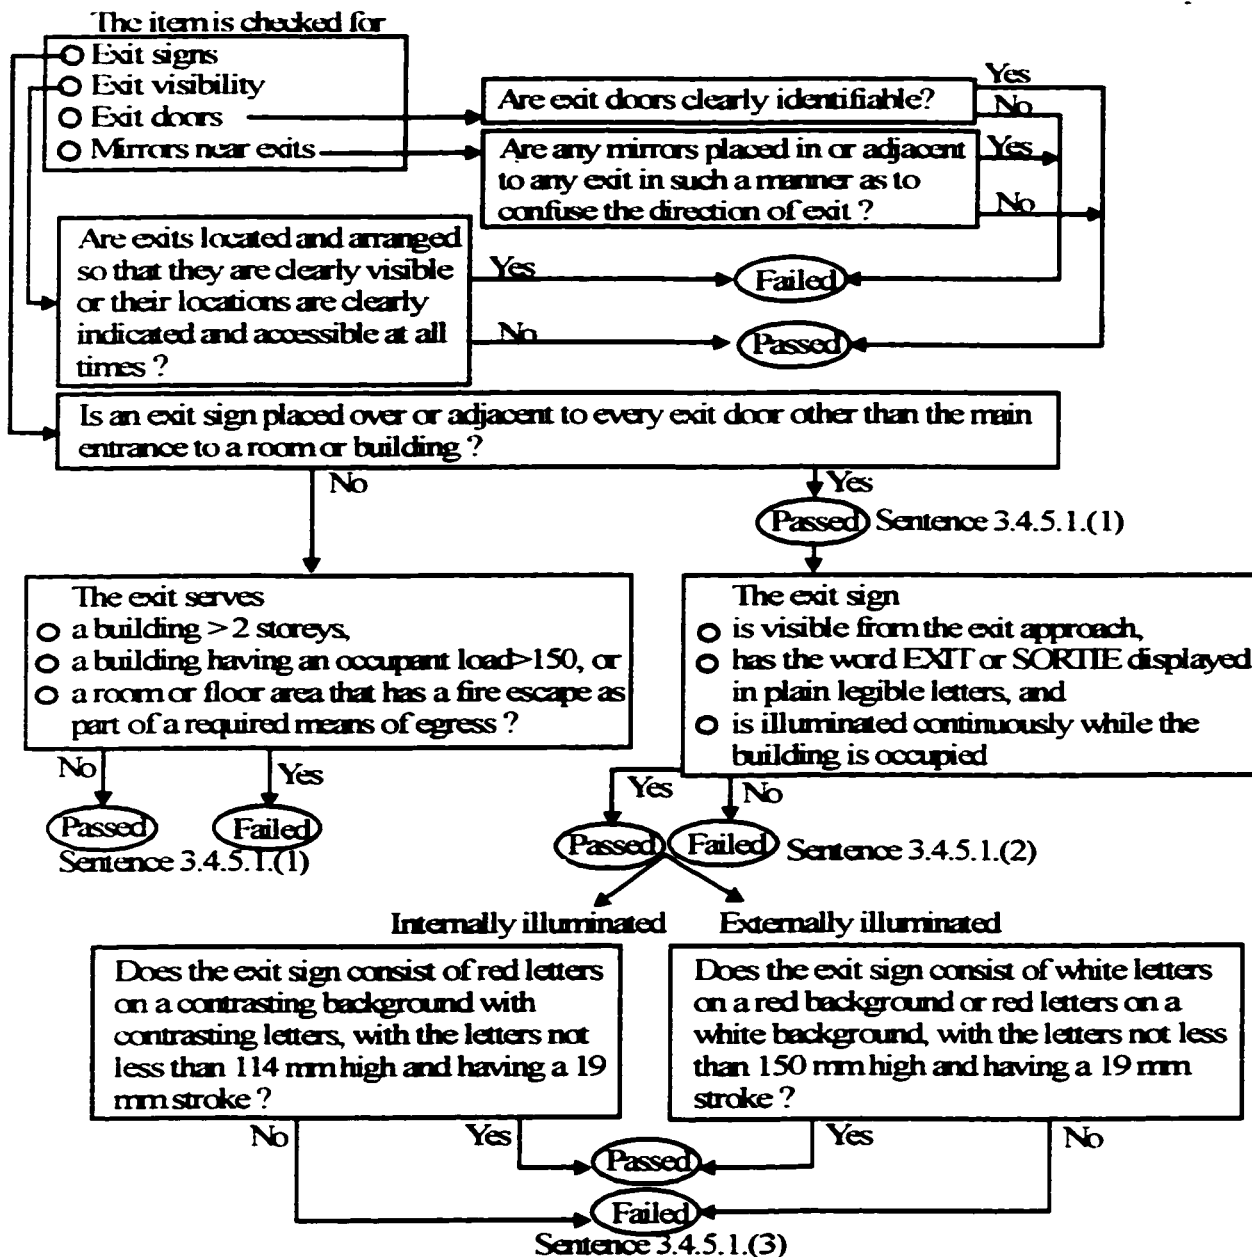 The item is checked for
Exit signs
Exit visibility
Exit doors
Mirrors near exits
Are exit doors clearly identifiable?
Yes
No
Are any mirrors placed in or adjacent
to any exit in such a manner as to
confuse the direction of exit ?
Yes
No
Are exits located and arranged
so that they are clearly visible
or their locations are clearly
indicated and accessible at all
times ?
Yes
No
Failed
Passed
Is an exit sign placed over or adjacent to every exit door other than the main
entrance to a room or building ?
No
Yes
Passed Sentence 3.4.5.1.(1)
The exit serves
a building > 2 storeys,
a building having an occupant load>150, or
a room or floor area that has a fire escape as
part of a required means of egress ?
No
Yes
Passed
Failed
Sentence 3.4.5.1.(1)
The exit sign
is visible from the exit approach,
has the word EXIT or SORTIE displayed
in plain legible letters, and
is illuminated continuously while the
building is occupied
Yes
No
Passed
Failed
Sentence 3.4.5.1.(2)
Internally illuminated
Externally illuminated
Does the exit sign consist of red letters
on a contrasting background with
contrasting letters, with the letters not
less than 114 mm high and having a 19
mm stroke ?
Does the exit sign consist of white letters
on a red background or red letters on a
white background, with the letters not less
than 150 mm high and having a 19 mm
stroke ?
No
Yes
Yes
No
Passed
Failed
Sentence 3.4.5.1.(3)